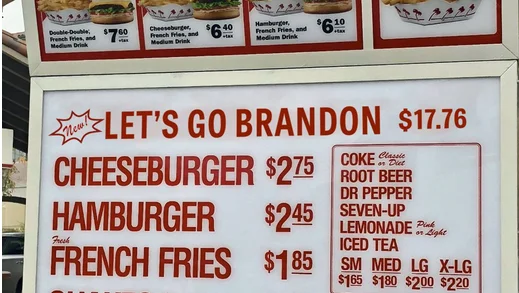 Double-Double,
French Fries, and
Medium Drink
$7 60
+tax
Cheeseburger,
French Fries, and
Medium Drink
$6 40
+tax
Hamburger,
French Fries, and
Medium Drink
$6 10
+tax
New! LET'S GO BRANDON $17.76
CHEESEBURGER $2 75
HAMBURGER $2 45
Fresh
FRENCH FRIES $1 85
COKE Classic or Diet
ROOT BEER
DR PEPPER
SEVEN-UP
LEMONADE Pink or Light
ICED TEA
SM MED LG X-LG
$1 65 $1 80 $2 00 $2 20